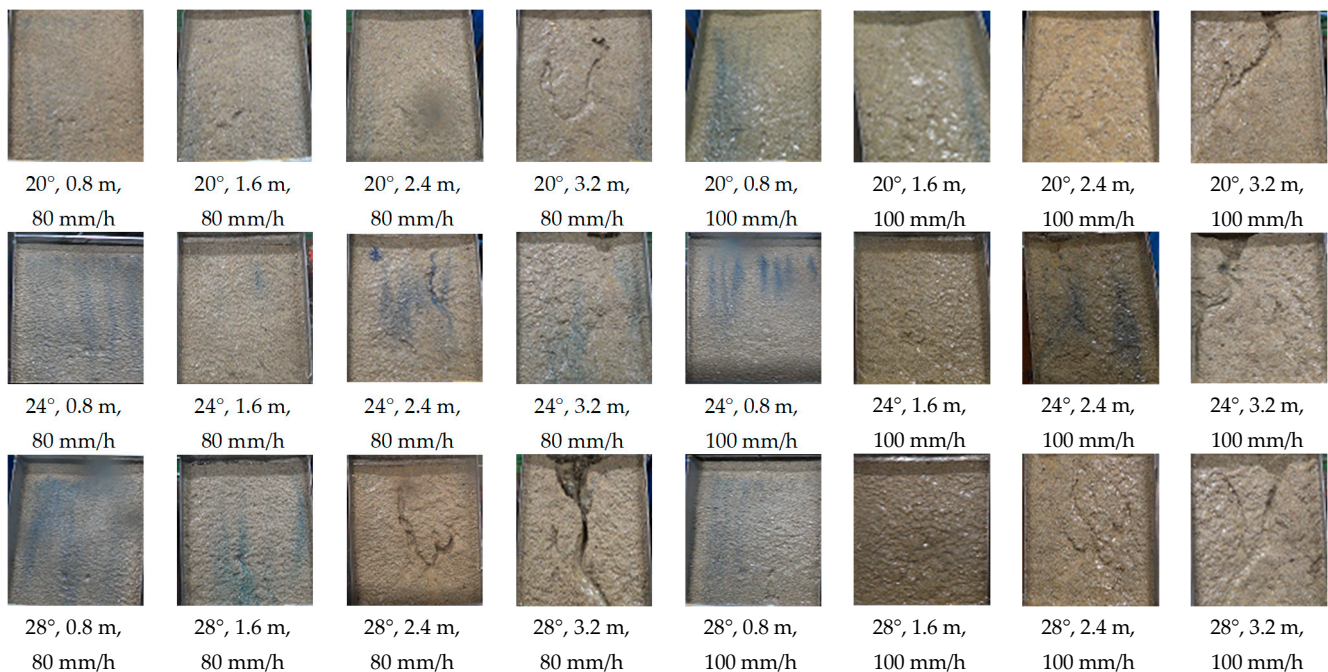 20°, 0.8 m,
80 mm/h
20°, 1.6 m,
80 mm/h
20°, 2.4 m,
80 mm/h
20°, 3.2 m,
80 mm/h
20°, 0.8 m,
100 mm/h
20°, 1.6 m,
100 mm/h
20°, 2.4 m,
100 mm/h
20°, 3.2 m,
100 mm/h
24°, 0.8 m,
80 mm/h
24°, 1.6 m,
80 mm/h
24°, 2.4 m,
80 mm/h
24°, 3.2 m,
80 mm/h
24°, 0.8 m,
100 mm/h
24°, 1.6 m,
100 mm/h
24°, 2.4 m,
100 mm/h
24°, 3.2 m,
100 mm/h
28°, 0.8 m,
80 mm/h
28°, 1.6 m,
80 mm/h
28°, 2.4 m,
80 mm/h
28°, 3.2 m,
80 mm/h
28°, 0.8 m,
100 mm/h
28°, 1.6 m,
100 mm/h
28°, 2.4 m,
100 mm/h
28°, 3.2 m,
100 mm/h